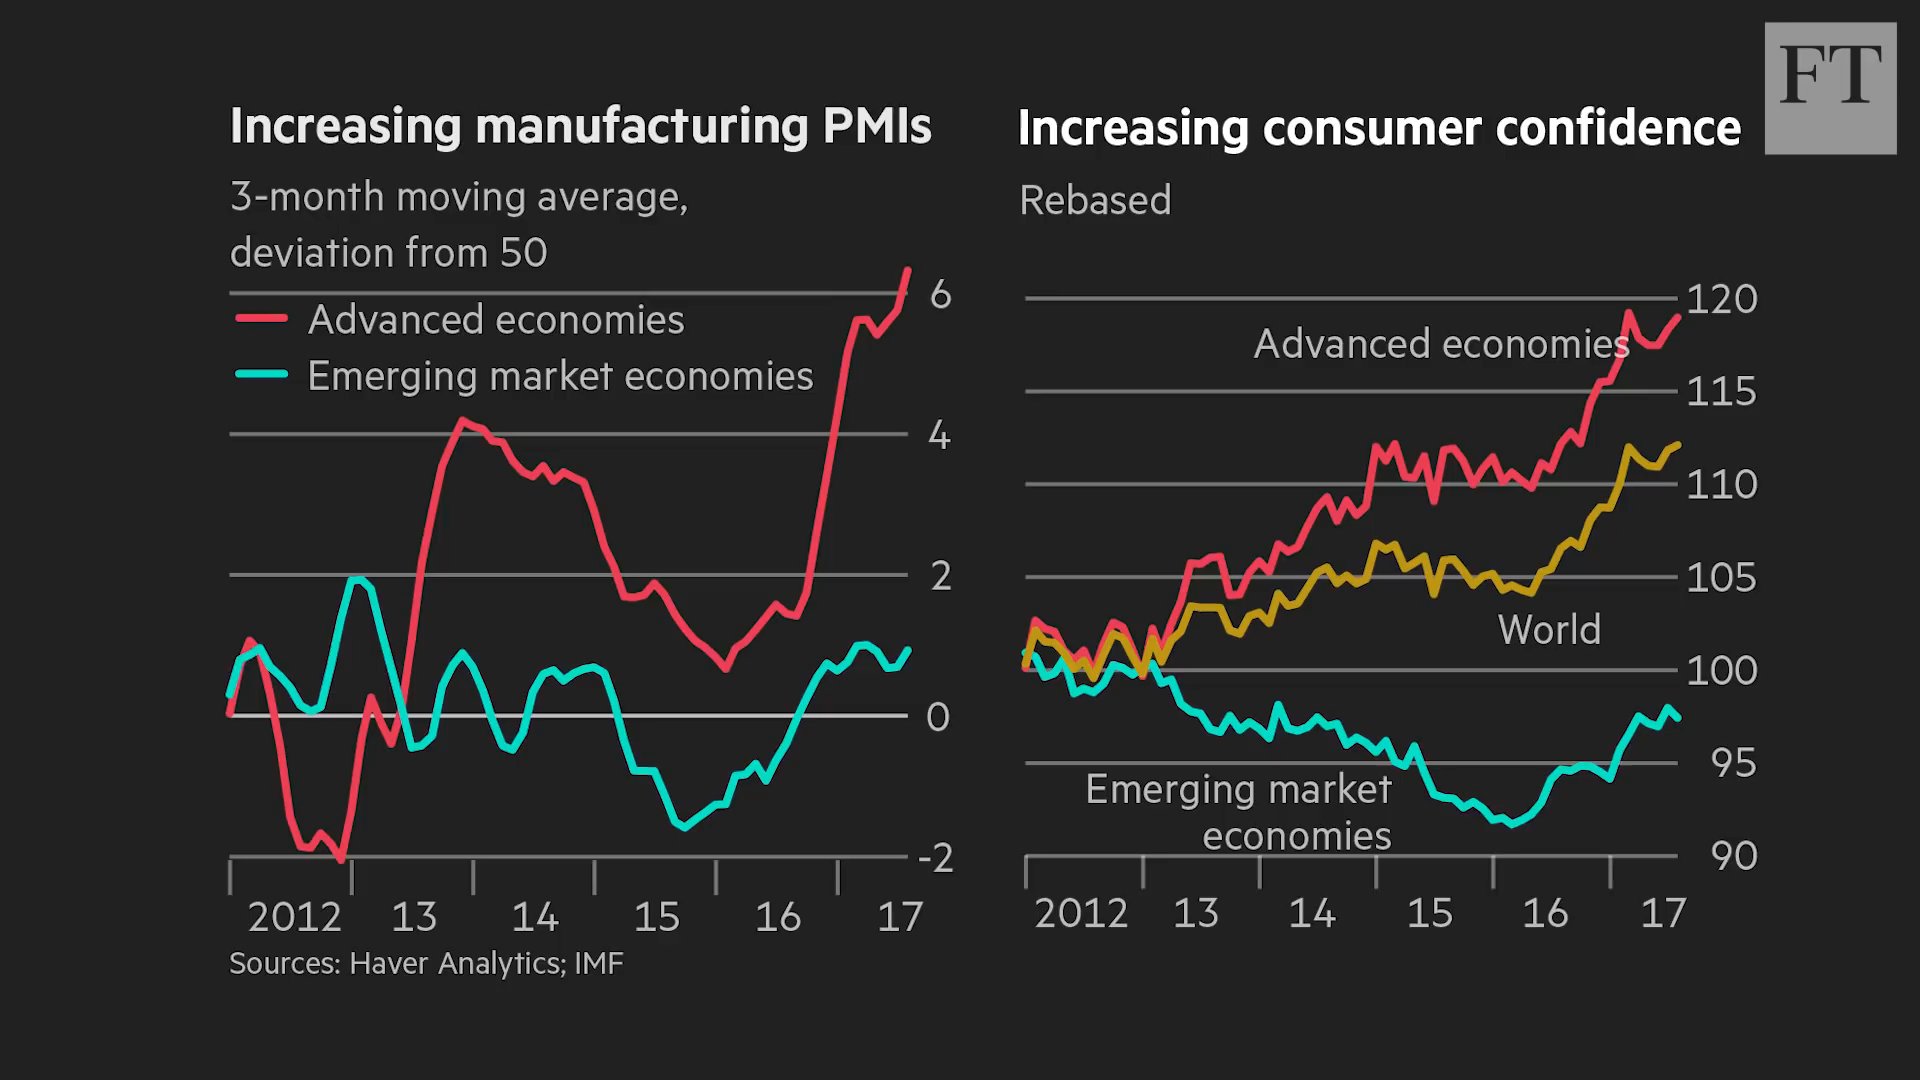 FT
Increasing manufacturing PMIs
3-month moving average,
deviation from 50
Advanced economies
Emerging market economies
6
4
2
0
-2
2012 13 14 15 16 17
Sources: Haver Analytics; IMF
Increasing consumer confidence
Rebased
120
Advanced economies
115
110
105
World
100
95
Emerging market
economies
90
2012 13 14 15 16 17